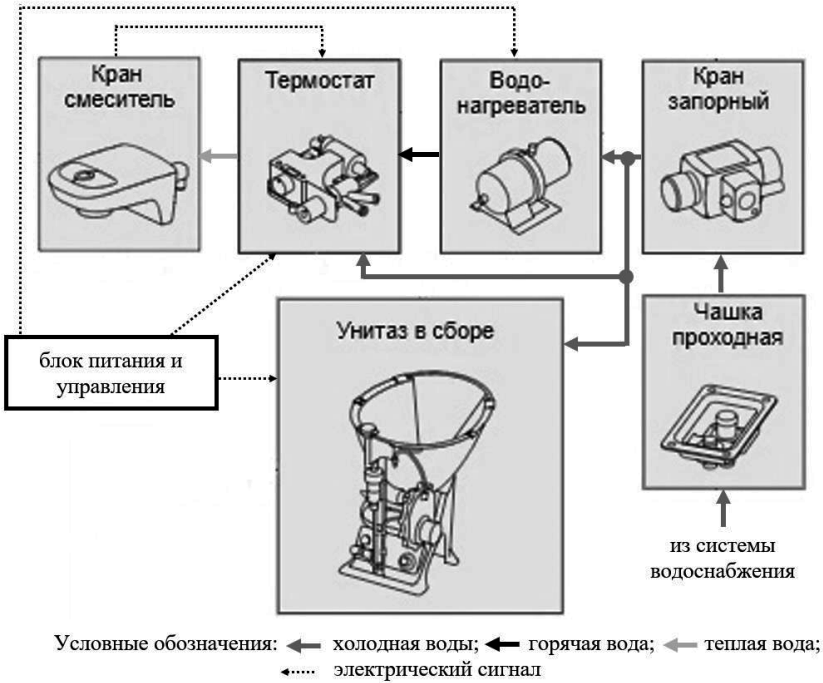 Кран
смеситель
Термостат
Водо-
нагреватель
Кран
запорный
Унитаз в сборе
Чашка
проходная
блок питания и
управления
из системы
водоснабжения
Условные обозначения: холодная воды; горячая вода; теплая вода;
электрический сигнал